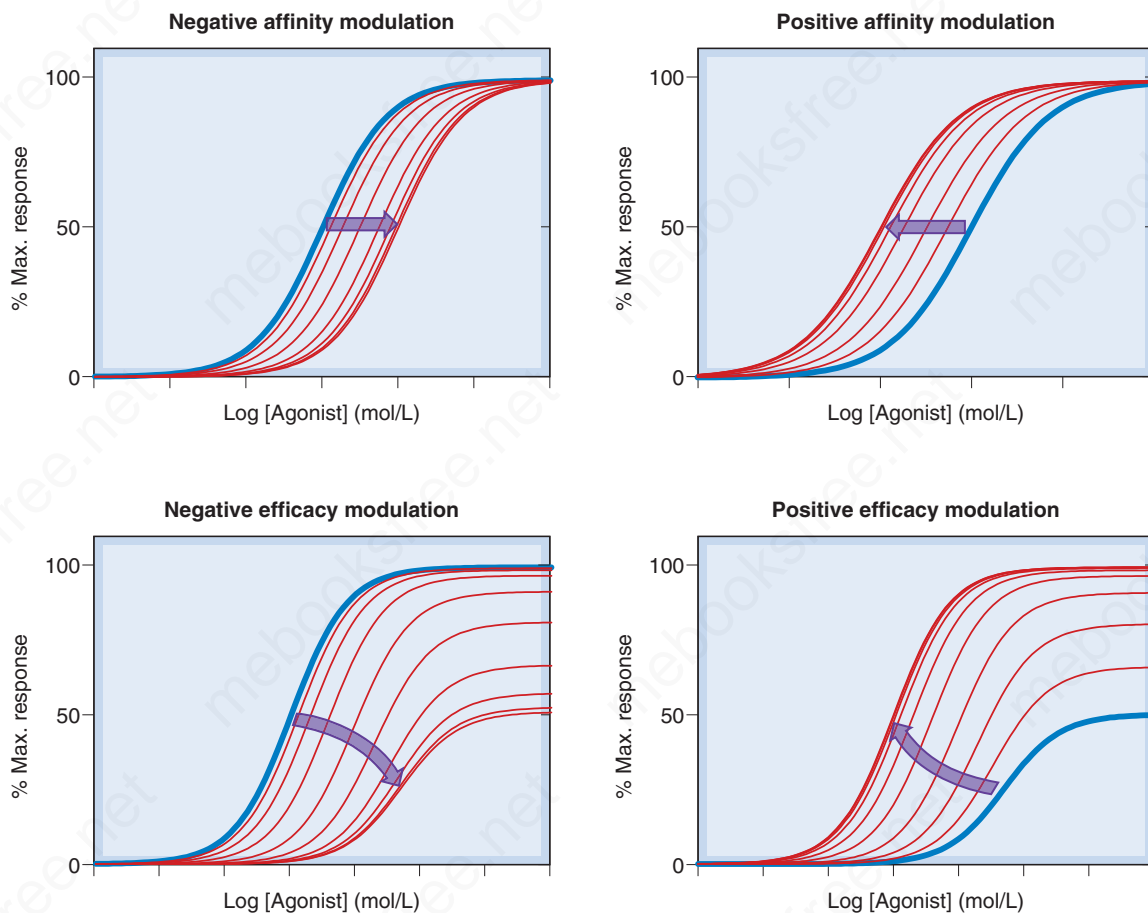 Negative affinity modulation
100
50
0
% Max. response
Log [Agonist] (mol/L)
Positive affinity modulation
100
50
0
% Max. response
Log [Agonist] (mol/L)
Negative efficacy modulation
100
50
0
% Max. response
Log [Agonist] (mol/L)
Positive efficacy modulation
100
50
0
% Max. response
Log [Agonist] (mol/L)
mebooksfree.net